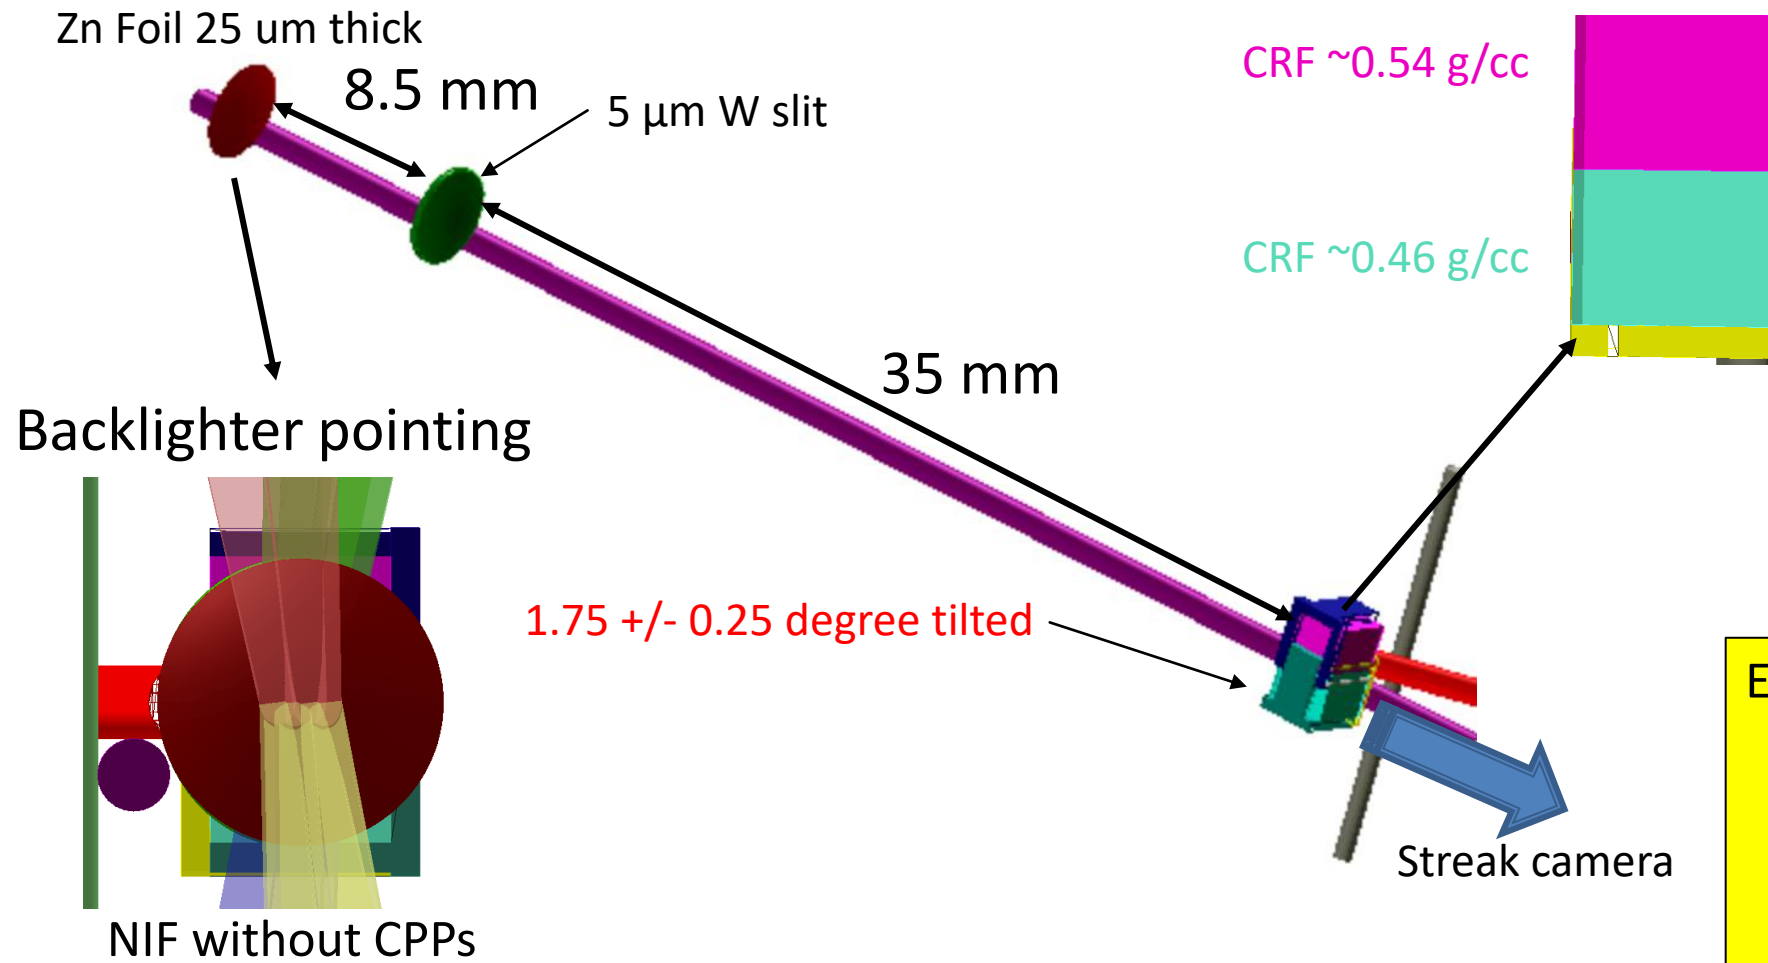 Zn Foil 25 um thick
8.5 mm
5 µm W slit
CRF ~0.54 g/cc
CRF ~0.46 g/cc
35 mm
Backlighter pointing
1.75 +/- 0.25 degree tilted
E
Streak camera
NIF without CPPs